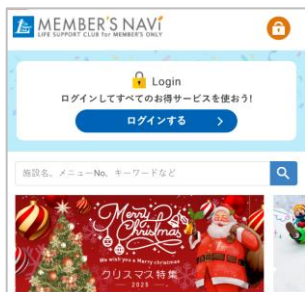 MEMBER'S NAVi
LIFE SUPPORT CLUB for MEMBER'S ONLY
Login
ログインしてすべてのお得サービスを使おう!
ログインする
施設名、メニューNo、キーワードなど
Merry Christmas
We wish you a Merry christmas
クリスマス特集
2025